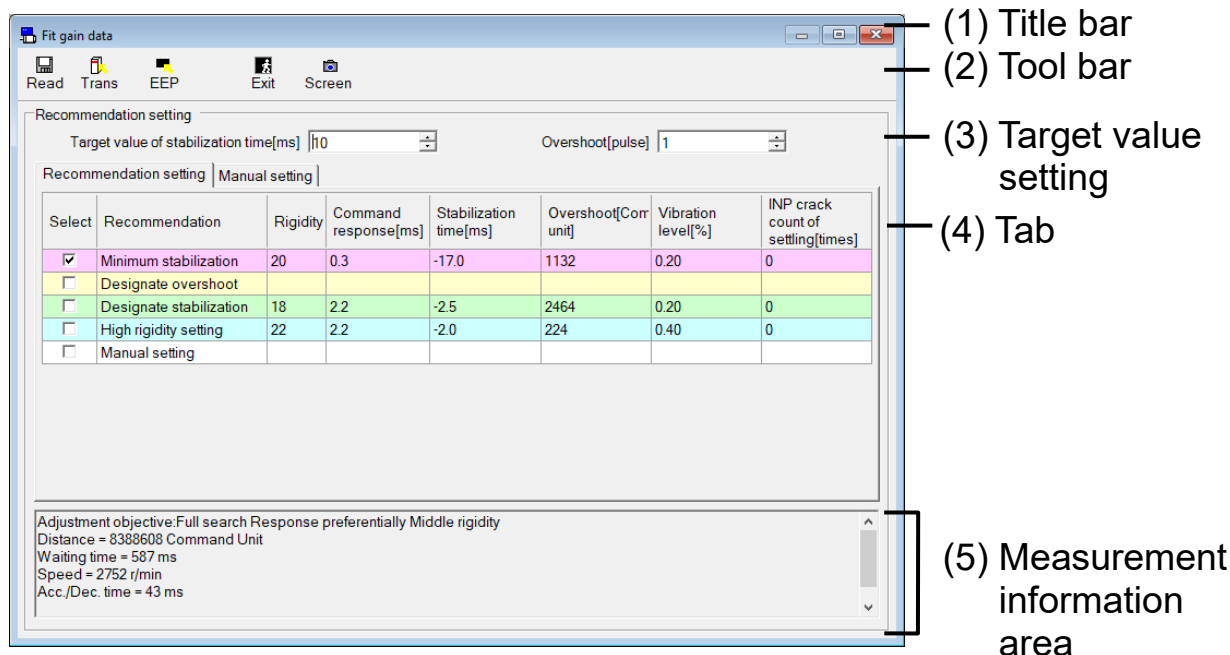 Fit gain data
(1) Title bar
Read Trans EEP Exit Screen
(2) Tool bar
Recommendation setting
Target value of stabilization time[ms] 10 Overshoot[pulse] 1
(3) Target value
setting
Recommendation setting Manual setting
Select Recommendation Rigidity Command response[ms] Stabilization time[ms] Overshoot[Com unit] Vibration level[%] INP crack count of settling[times]
(4) Tab
Minimum stabilization 20 0.3 -17.0 1132 0.20 0
Designate overshoot
Designate stabilization 18 2.2 -2.5 2464 0.20 0
High rigidity setting 22 2.2 -2.0 224 0.40 0
Manual setting
Adjustment objective:Full search Response preferentially Middle rigidity
Distance = 8388608 Command Unit
Waiting time = 587 ms
Speed = 2752 r/min
Acc./Dec. time = 43 ms
(5) Measurement
information
area